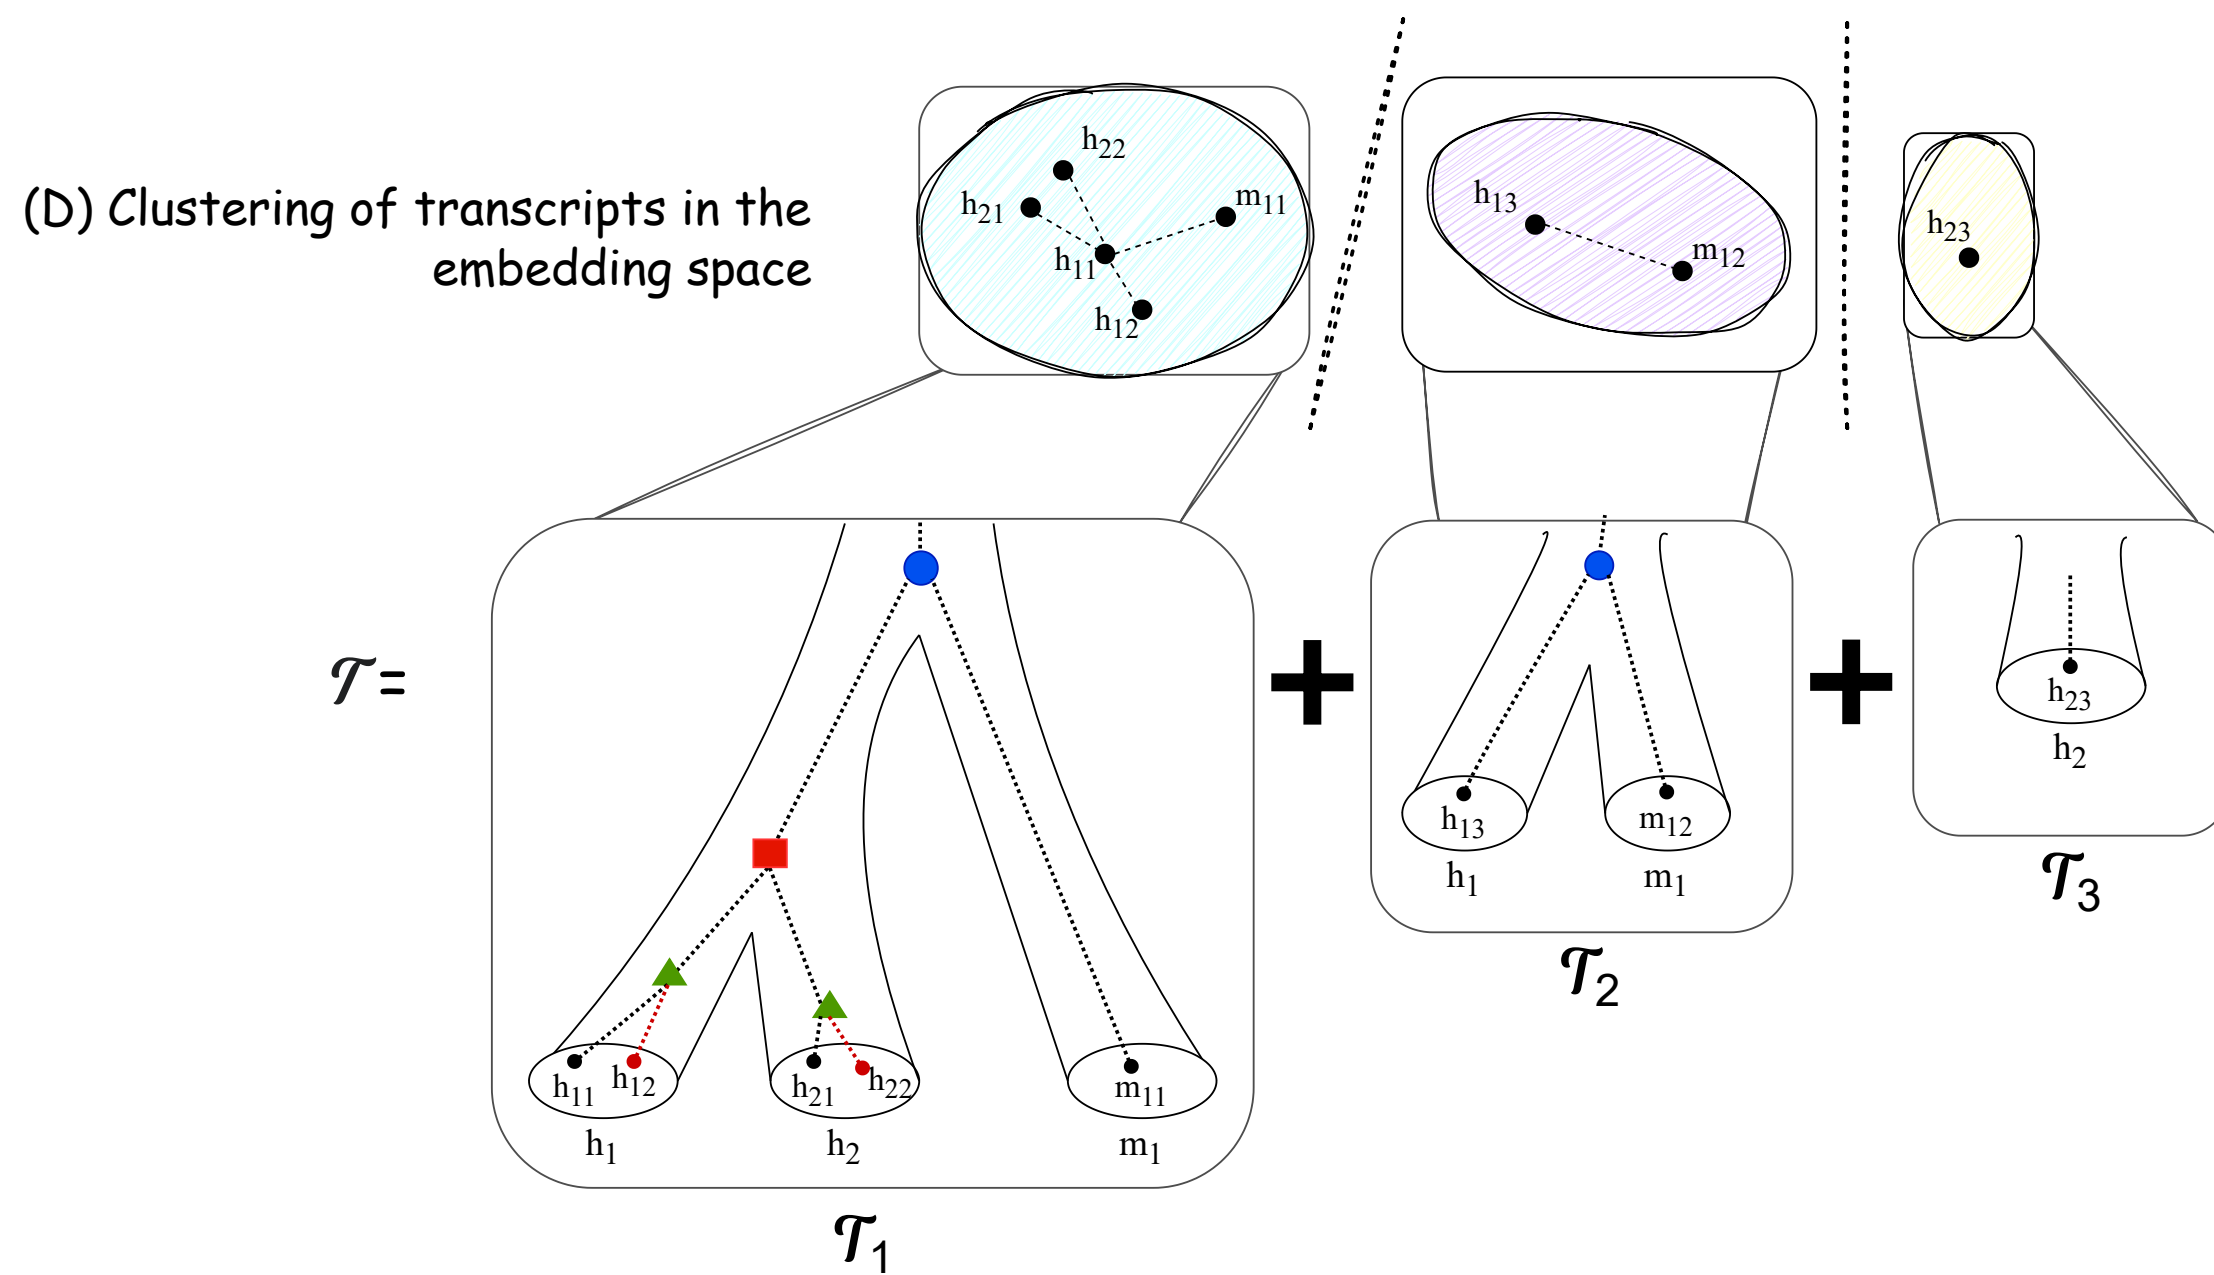 (D) Clustering of transcripts in the
embedding space
h22
h21
m11
h11
h12
h13
m12
h23
𝒯 =
+
+
h11
h12
h21
h22
m11
h1
h2
m1
𝒯1
h13
m12
h1
m1
𝒯2
h23
h2
𝒯3